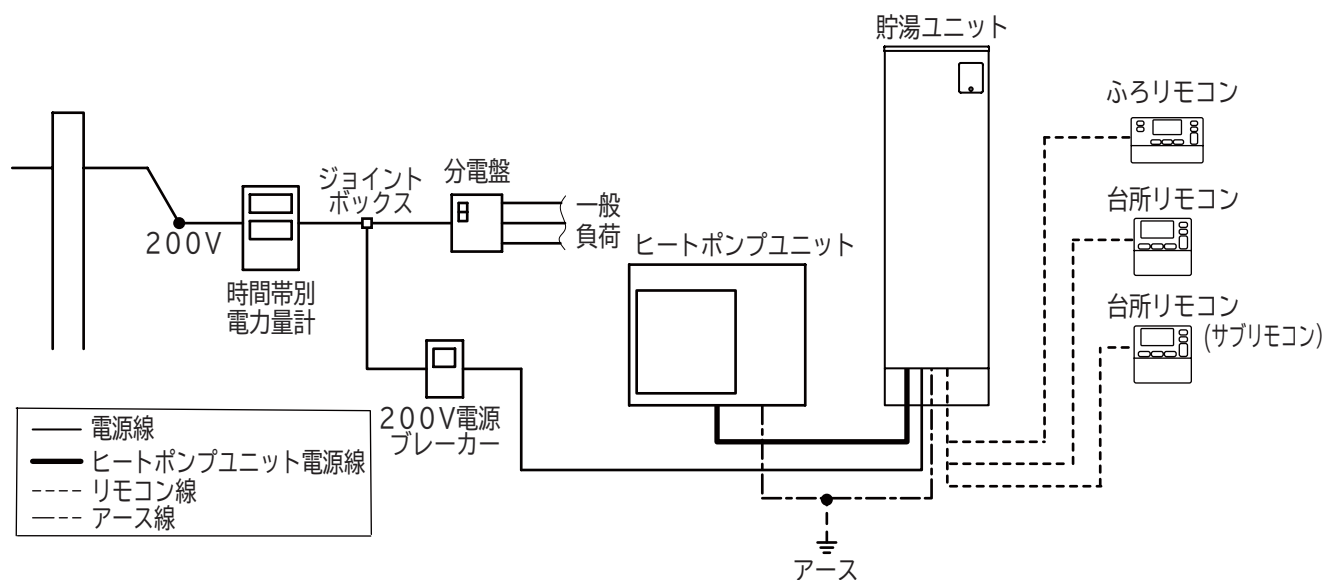 貯湯ユニット
ふろリモコン
ジョイント
ボックス
分電盤
一般
負荷
200V
台所リモコン
ヒートポンプユニット
時間帯別
電力量計
台所リモコン
(サブリモコン)
200V電源
ブレーカー
電源線
ヒートポンプユニット電源線
リモコン線
アース線
アース